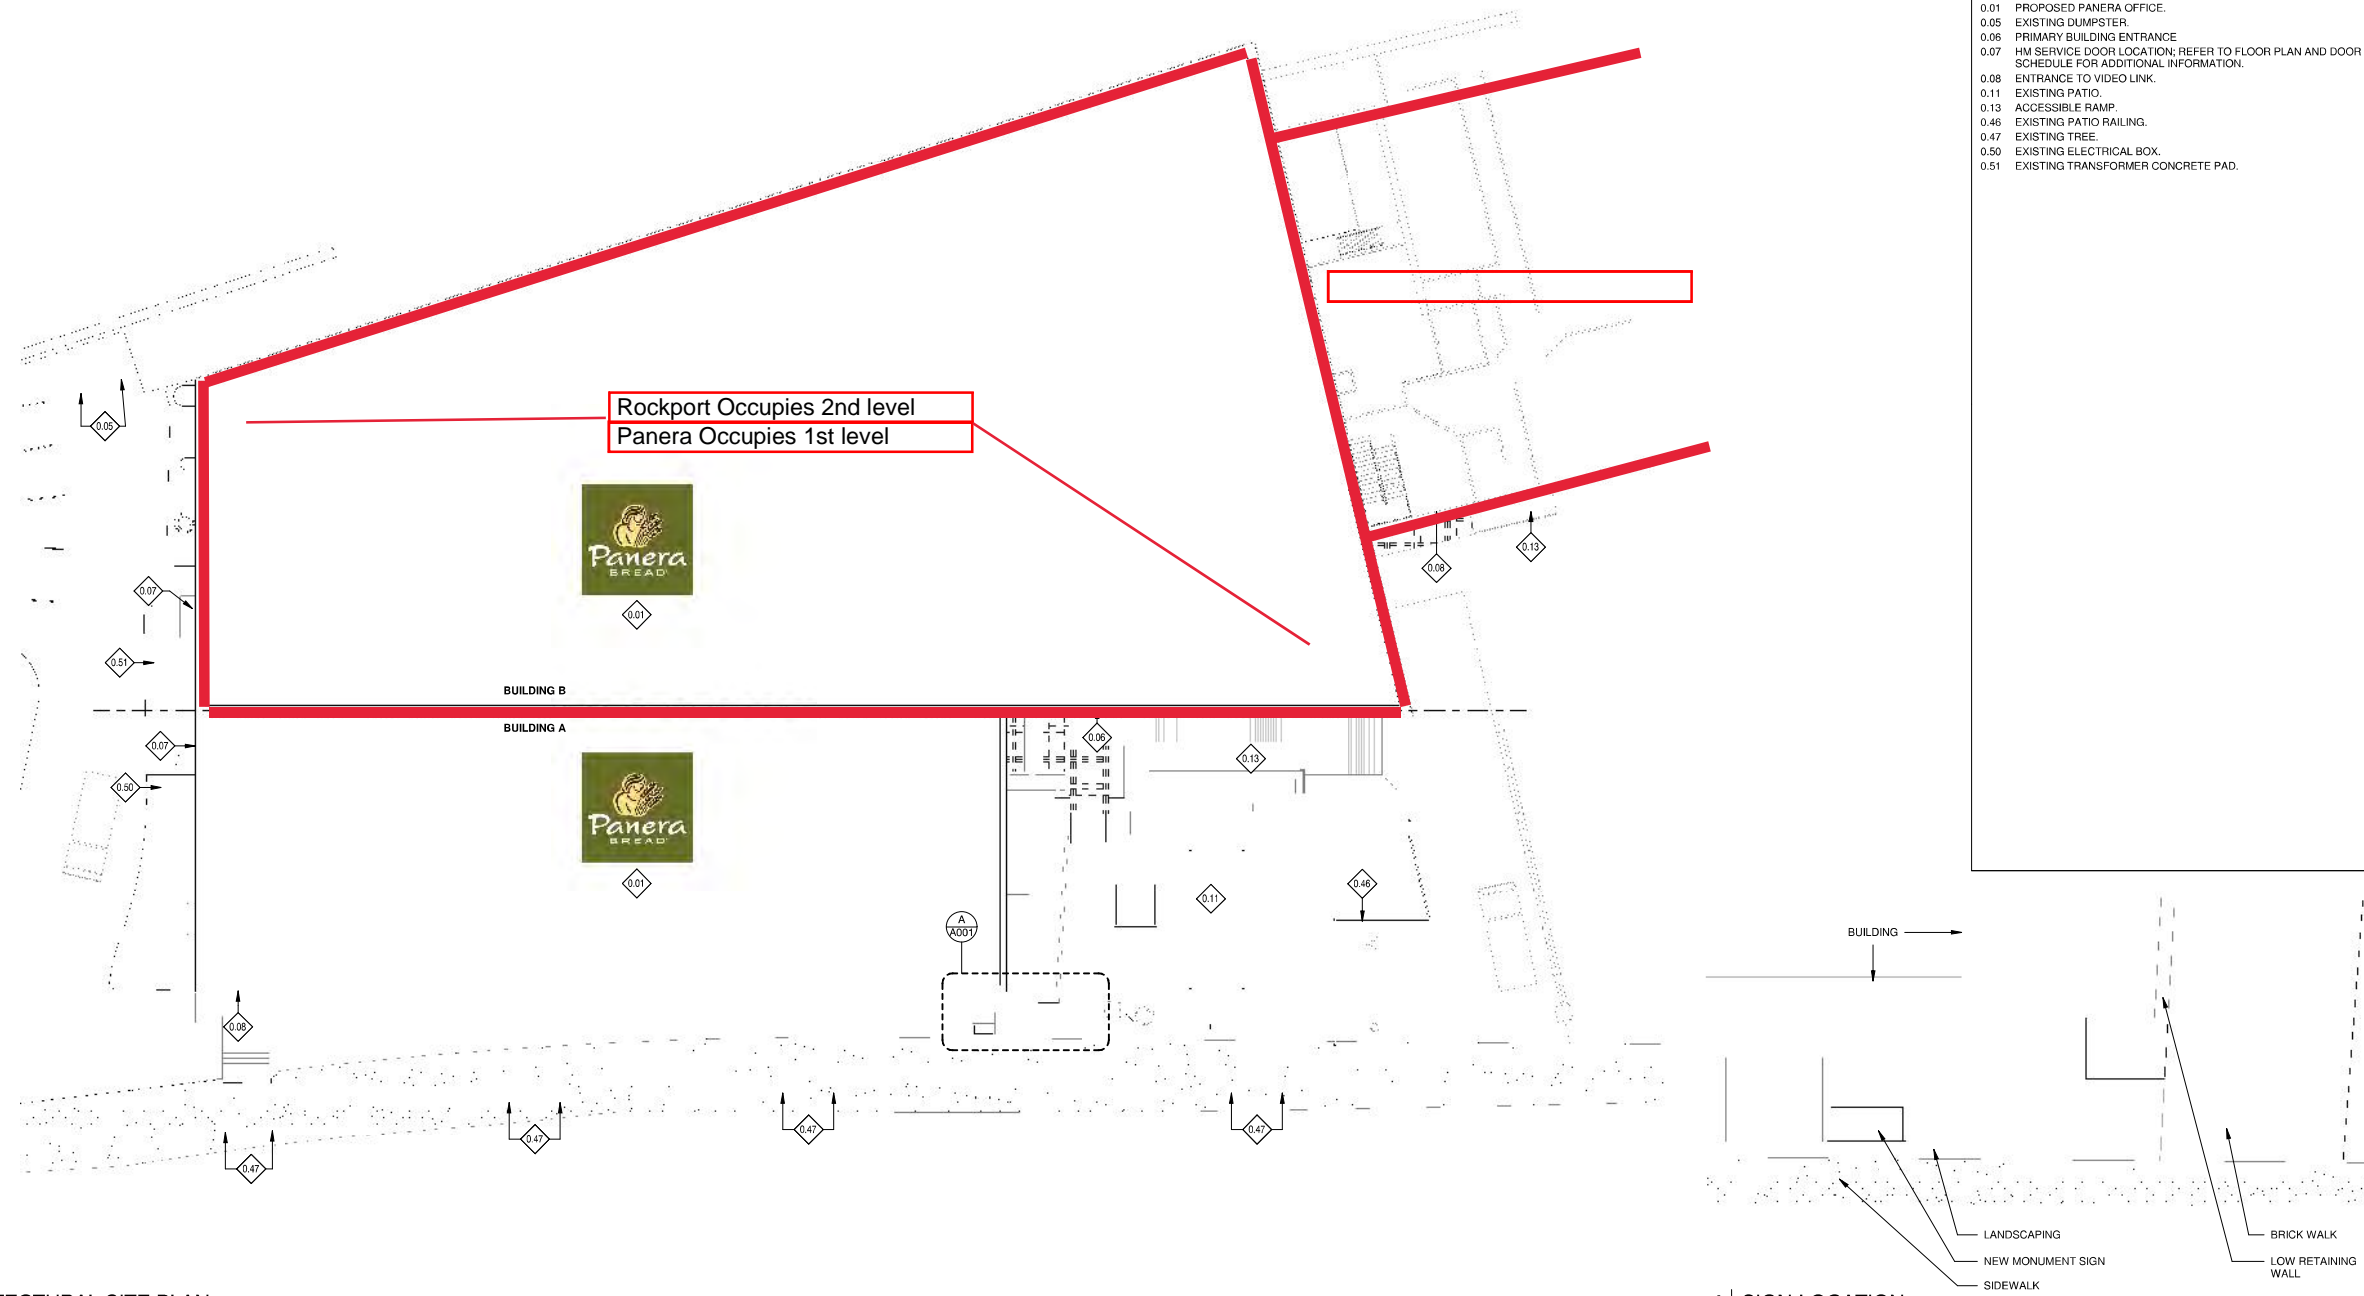 0.01 PROPOSED PANERA OFFICE.
0.05 EXISTING DUMPSTER.
0.06 PRIMARY BUILDING ENTRANCE
0.07 HM SERVICE DOOR LOCATION; REFER TO FLOOR PLAN AND DOOR
SCHEDULE FOR ADDITIONAL INFORMATION.
0.08 ENTRANCE TO VIDEO LINK.
0.11 EXISTING PATIO.
0.13 ACCESSIBLE RAMP.
0.46 EXISTING PATIO RAILING.
0.47 EXISTING TREE.
0.50 EXISTING ELECTRICAL BOX.
0.51 EXISTING TRANSFORMER CONCRETE PAD.
Rockport Occupies 2nd level
Panera Occupies 1st level
0.05
Panera
BREAD
0.01
0.13
0.08
0.07
0.51
BUILDING B
BUILDING A
0.07
0.06
0.13
0.50
Panera
BREAD
0.01
0.46
0.11
A
A001
BUILDING
0.08
0.47
0.47
0.47
0.47
LANDSCAPING
NEW MONUMENT SIGN
SIDEWALK
BRICK WALK
LOW RETAINING
WALL
SITE PLAN
SIGN LOCATION